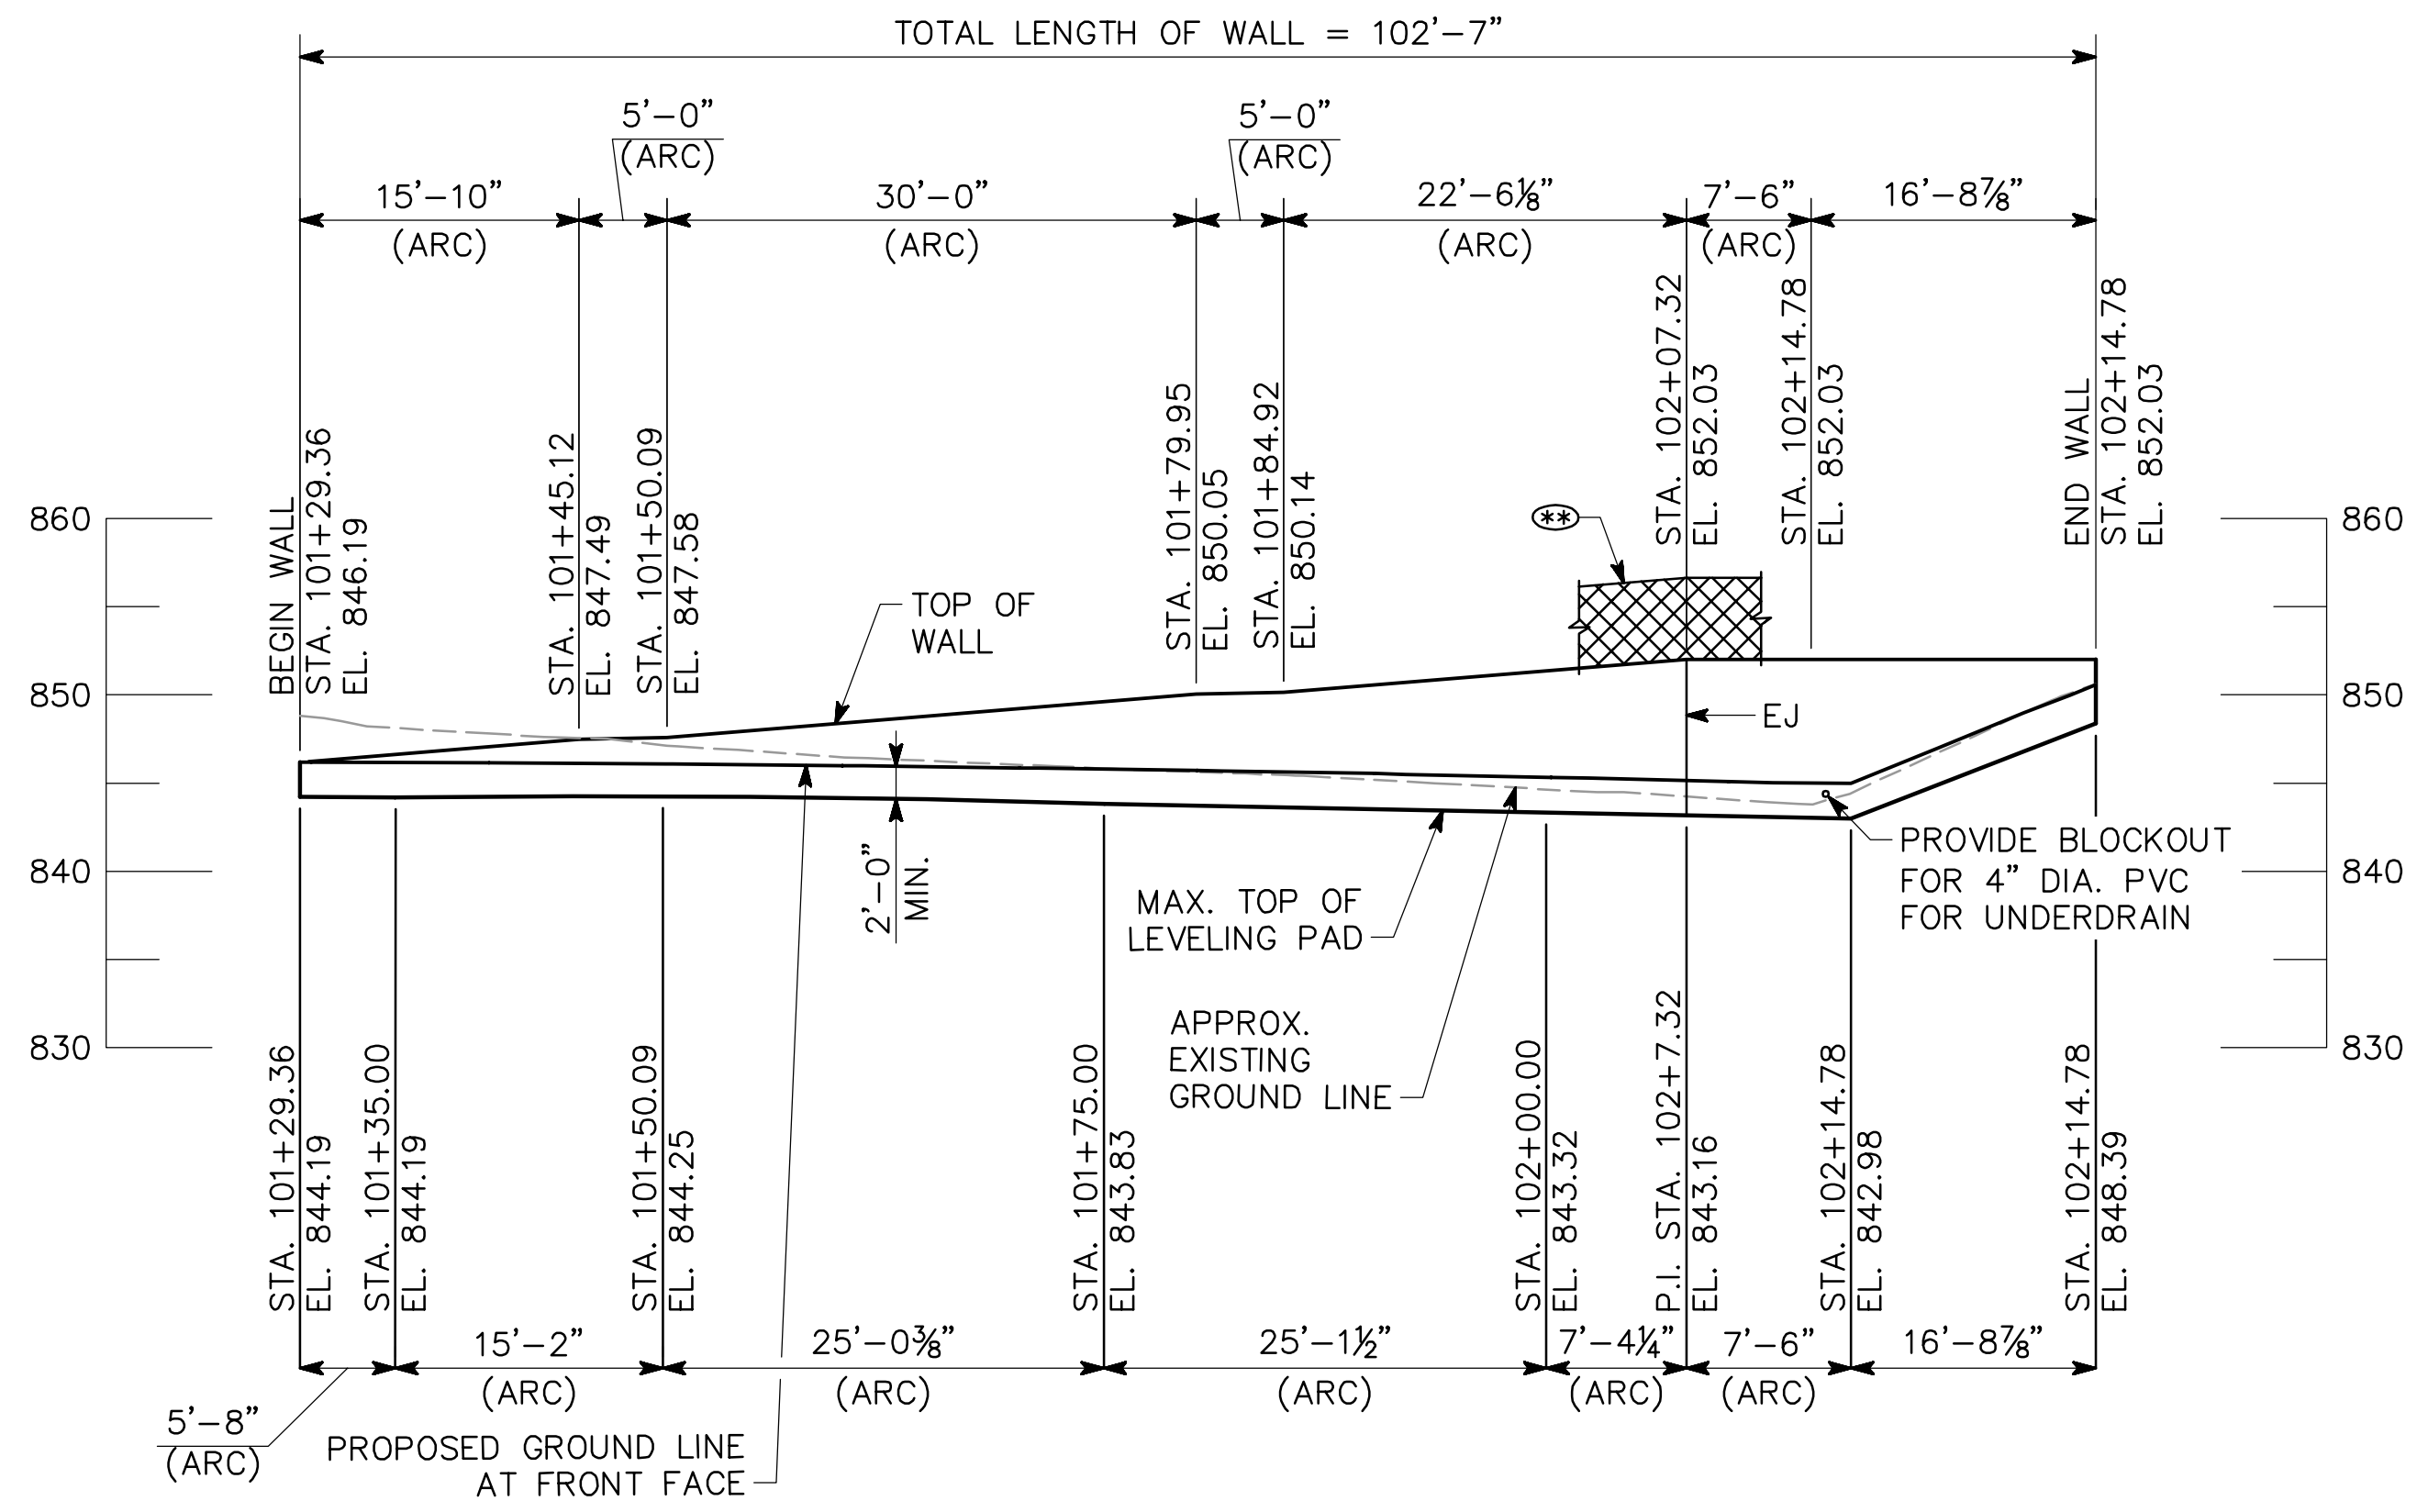 TOTAL LENGTH OF WALL = 102'-7"
5'-0"
(ARC)
5'-0"
(ARC)
15'-10"
(ARC)
30'-0"
(ARC)
22'-6⅛"
(ARC)
7'-6"
(ARC)
16'-8⅞"
BEGIN WALL
STA. 101+29.36
EL. 846.19
STA. 101+45.12
EL. 847.49
STA. 101+50.09
EL. 847.58
STA. 101+79.95
EL. 850.05
STA. 101+84.92
EL. 850.14
STA. 102+07.32
EL. 852.03
STA. 102+14.78
EL. 852.03
END WALL
STA. 102+14.78
EL. 852.03
860
850
840
830
860
850
840
830
**
TOP OF
WALL
EJ
2'-0"
MIN.
MAX. TOP OF
LEVELING PAD
APPROX.
EXISTING
GROUND LINE
PROVIDE BLOCKOUT
FOR 4" DIA. PVC
FOR UNDERDRAIN
STA. 101+29.36
EL. 844.19
STA. 101+35.00
EL. 844.19
STA. 101+50.09
EL. 844.25
STA. 101+75.00
EL. 843.83
STA. 102+00.00
EL. 843.32
P.I. STA. 102+7.32
EL. 843.16
STA. 102+14.78
EL. 842.98
STA. 102+14.78
EL. 848.39
5'-8"
(ARC)
15'-2"
(ARC)
25'-0⅜"
(ARC)
25'-1½"
(ARC)
7'-4¼"
(ARC)
7'-6"
(ARC)
16'-8⅞"
PROPOSED GROUND LINE
AT FRONT FACE